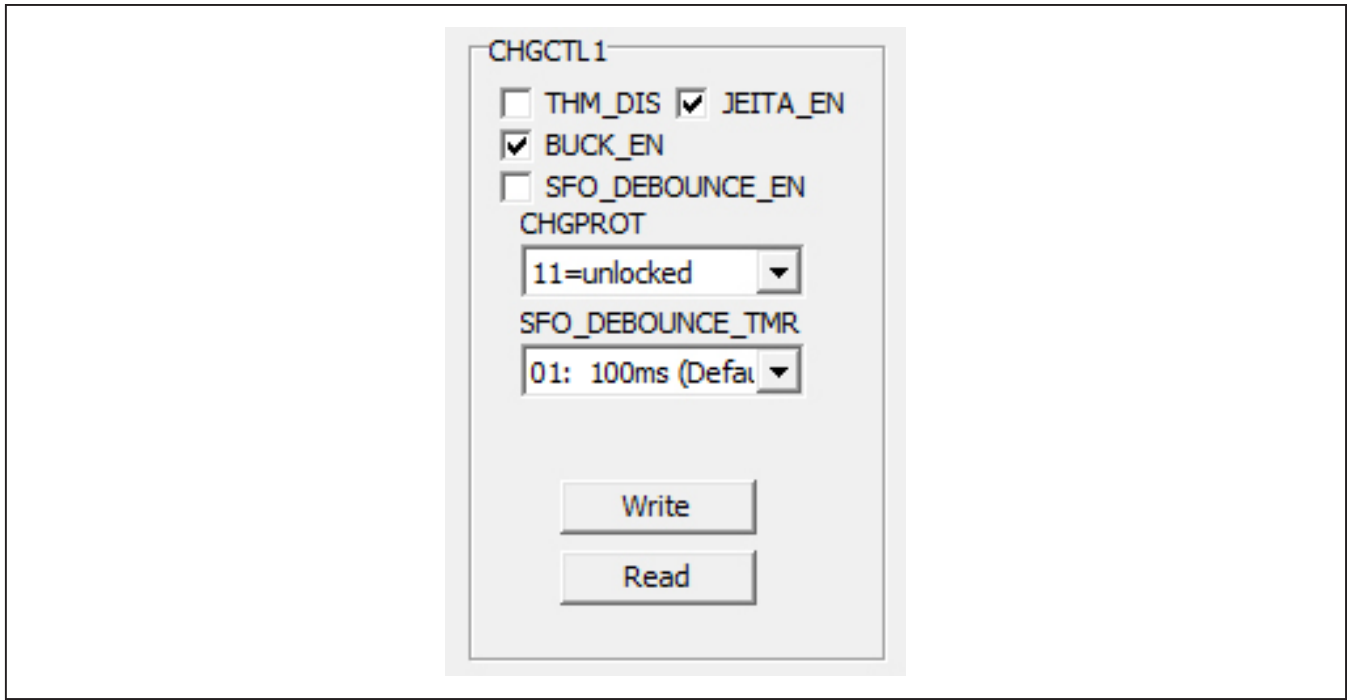 CHGCTL1
THM_DIS JEITA_EN
BUCK_EN
SFO_DEBOUNCE_EN
CHGPROT
11=unlocked
SFO_DEBOUNCE_TMR
01: 100ms (Defau
Write
Read